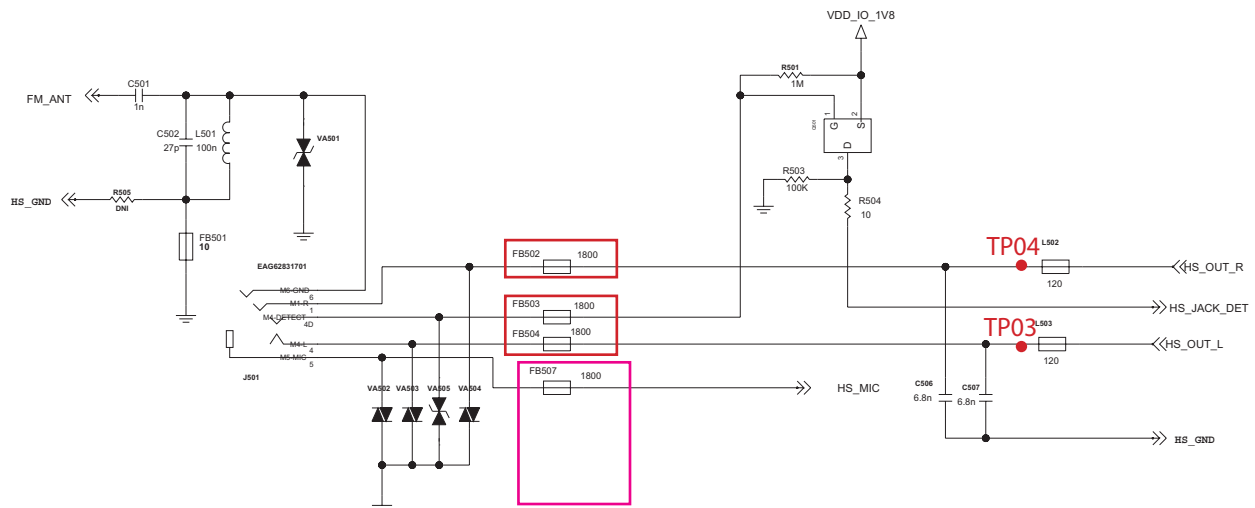 VDD_IO_1V8
R501
1M
C501
1n
FM_ANT
C502
27p
L501
100n
VA501
1
2
G
S
D
3
R503
100K
R504
10
HS_GND
R505
DNI
FB501
10
EAG62831701
M6-GND
6
M1-R
1
M4-DETECT
4D
M4-L
4
M5-MIC
5
J501
FB502
1800
FB503
1800
FB504
1800
FB507
1800
TP04
L502
120
HS_OUT_R
HS_JACK_DET
TP03
L503
120
HS_OUT_L
VA502
VA503
VA505
VA504
HS_MIC
C506
6.8n
C507
6.8n
HS_GND